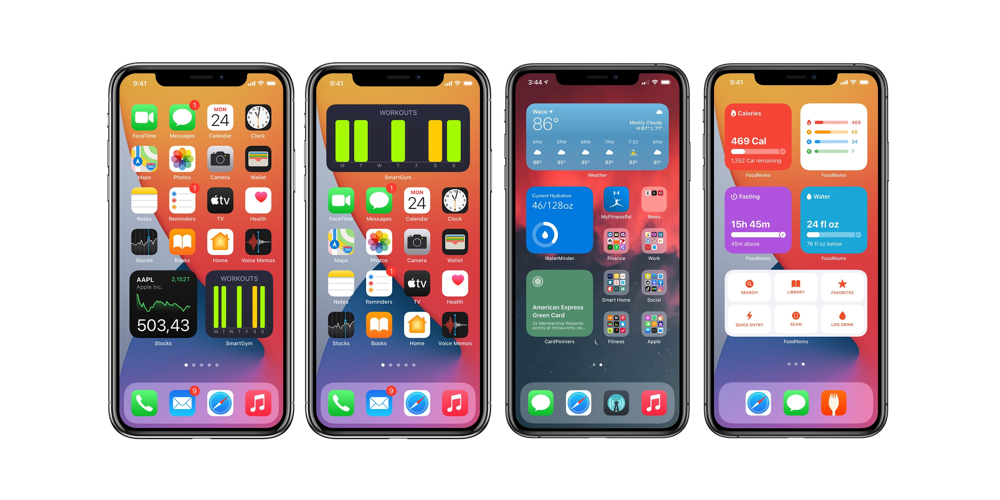 9:41
FaceTime
1
Messages
MON
24
Calendar
Clock
280
Maps
Photos
Camera
Wallet
Notes
1
Reminders
tv
TV
Health
Stocks
Books
Home
Voice Memos
AAPL 2,152T
Apple Inc.
503,43
Stocks
WORKOUTS
M T W T F S S
SmartGym
9
9:41
WORKOUTS
M T W T F S S
SmartGym
FaceTime
1
Messages
MON
24
Calendar
Clock
280
Maps
Photos
Camera
Wallet
Notes
1
Reminders
tv
TV
Health
Stocks
Books
Home
Voice Memos
9
3:44
Waco
86°
Mostly Cloudy
H:87° L:71°
4PM 5PM 6PM 7PM 7:32 8PM
86° 85° 85° 83° 83° 81°
Weather
Current Hydration
46/128oz
WaterMinder
MyFitnessPal
News
Finance
Work
American Express
Green Card
3x Membership Rewards
points at restaurants wo...
CardPointers
Smart Home
Social
Fitness
Apple
9:41
Calories
469 Cal
1,352 Cal remaining
FoodNoms
469
P 66
C 34
F 7
FoodNoms
Fasting
15h 45m
45m above
FoodNoms
Water
24 fl oz
76 fl oz below
FoodNoms
SEARCH
LIBRARY
FAVORITES
QUICK ENTRY
SCAN
LOG DRINK
FoodNoms